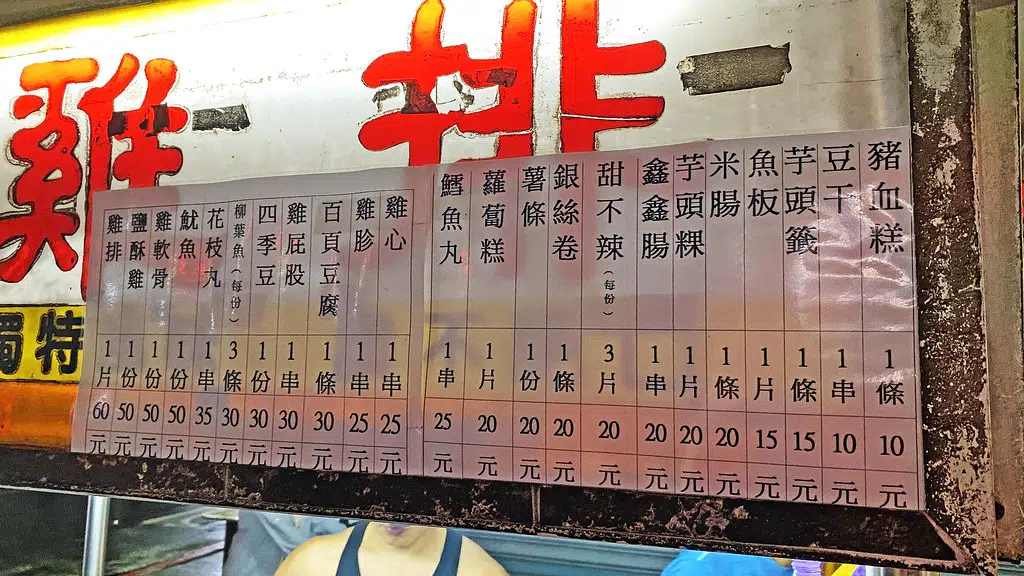 雞排
獨特
雞排 1片 60元
鹽酥雞 1份 50元
雞軟骨 1份 50元
魷魚 1份 50元
花枝丸 1串 35元
柳葉魚(每份) 3條 30元
四季豆 1份 30元
雞屁股 1串 30元
百頁豆腐 1條 30元
雞胗 1串 25元
雞心 1串 25元
鱈魚丸 1串 25元
蘿蔔糕 1片 20元
薯條 1份 20元
銀絲卷 1條 20元
甜不辣(每份) 3片 20元
鑫鑫腸 1串 20元
芋頭粿 1片 20元
米腸 1條 20元
魚板 1片 15元
芋頭籤 1條 15元
豆干 1串 10元
豬血糕 1條 10元